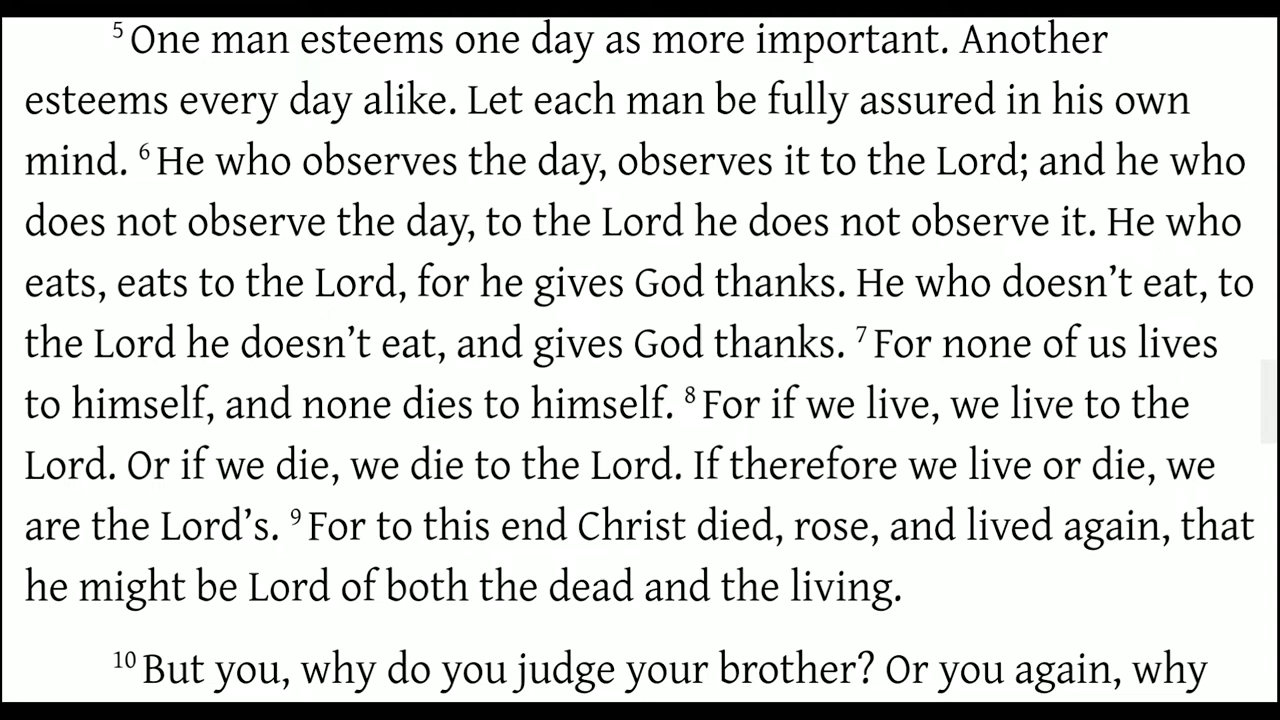 5 One man esteems one day as more important. Another
esteems every day alike. Let each man be fully assured in his own
mind. 6 He who observes the day, observes it to the Lord; and he who
does not observe the day, to the Lord he does not observe it. He who
eats, eats to the Lord, for he gives God thanks. He who doesn’t eat, to
the Lord he doesn’t eat, and gives God thanks. 7 For none of us lives
to himself, and none dies to himself. 8 For if we live, we live to the
Lord. Or if we die, we die to the Lord. If therefore we live or die, we
are the Lord’s. 9 For to this end Christ died, rose, and lived again, that
he might be Lord of both the dead and the living.
10 But you, why do you judge your brother? Or you again, why